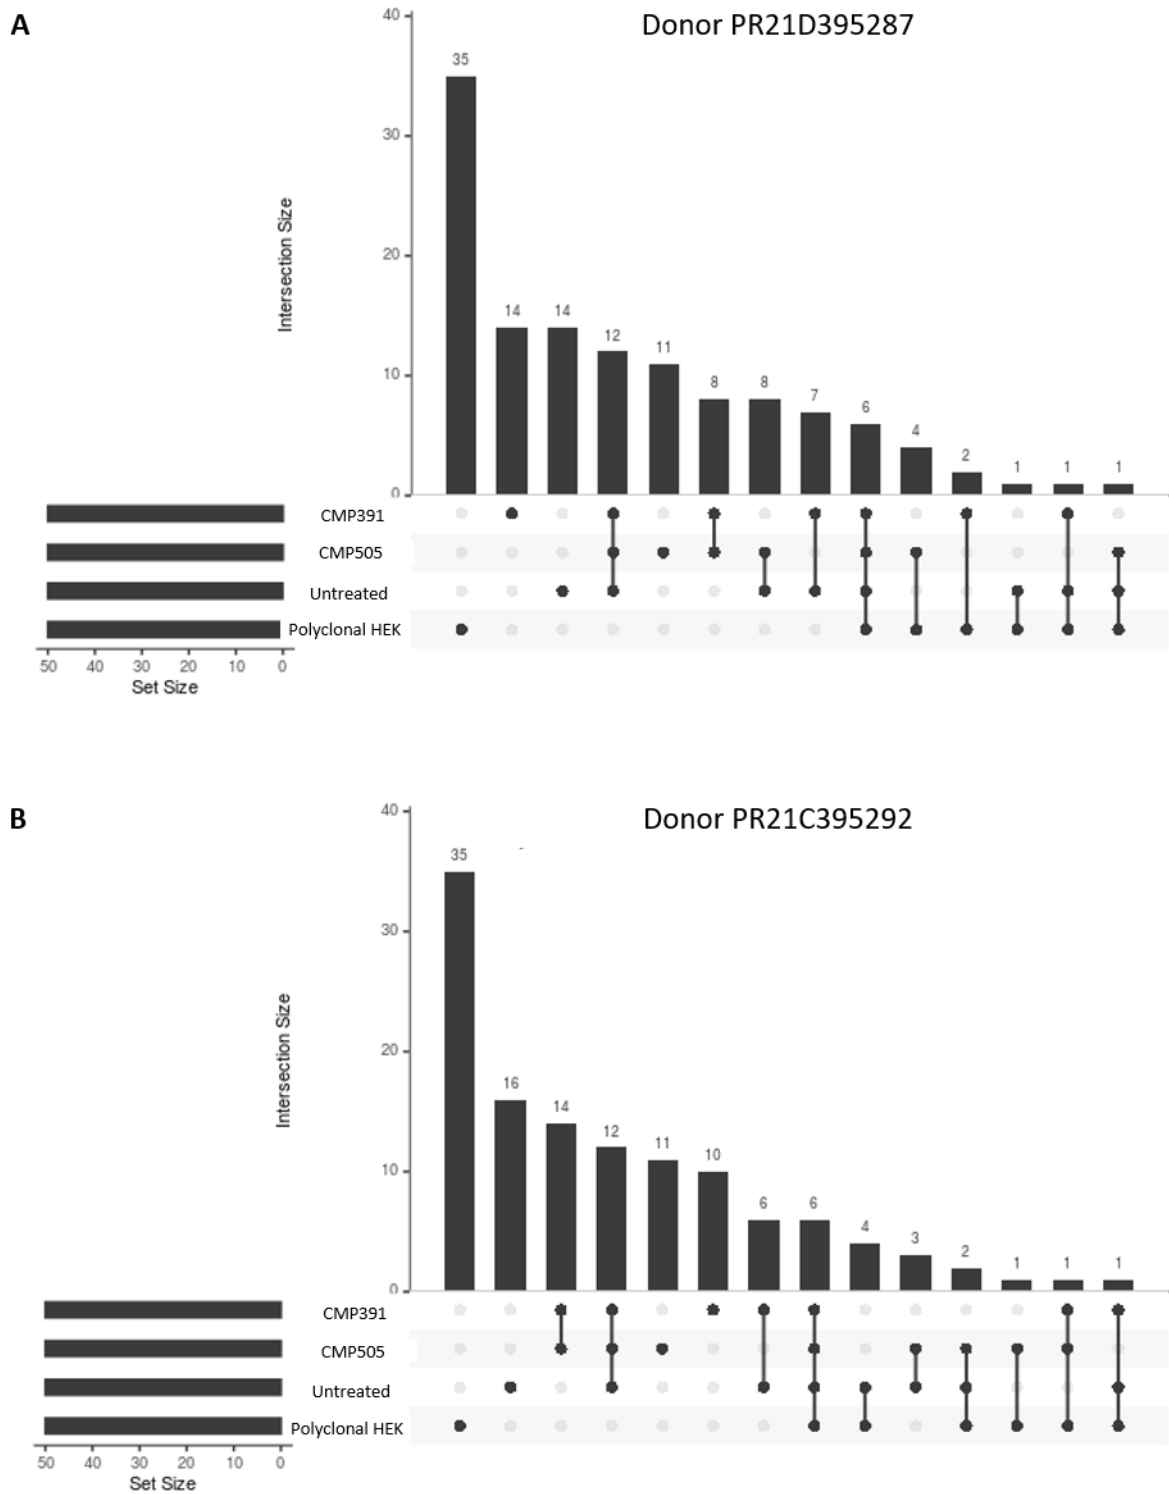 A
Donor PR21D395287
40
30
20
10
0
Intersection Size
35
14
14
12
11
8
8
7
6
4
2
1
1
1
CMP391
CMP505
Untreated
Polyclonal HEK
50 40 30 20 10 0
Set Size
B
Donor PR21C395292
40
30
20
10
0
Intersection Size
35
16
14
12
11
10
6
6
4
3
2
1
1
1
CMP391
CMP505
Untreated
Polyclonal HEK
50 40 30 20 10 0
Set Size